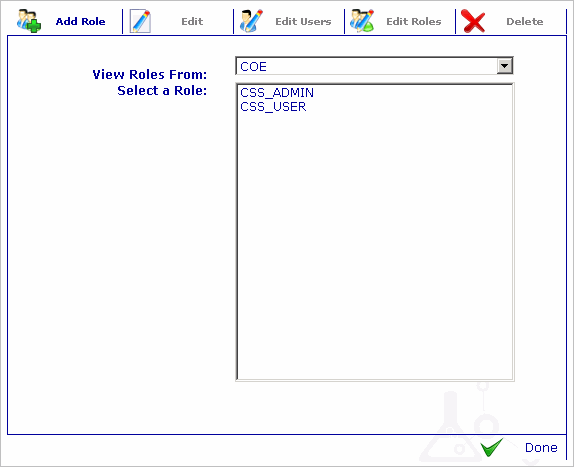 Add Role Edit Edit Users Edit Roles Delete
View Roles From: COE
Select a Role:
CSS_ADMIN
CSS_USER
Done